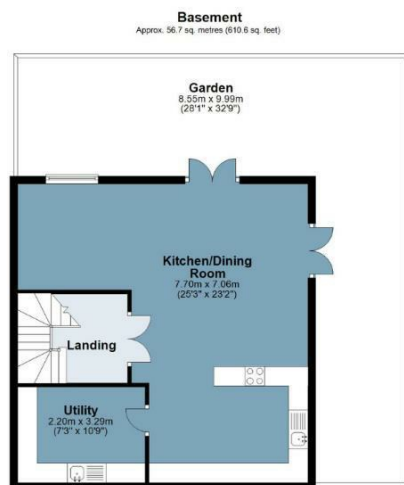 Basement
Approx. 56.7 sq. metres (610.6 sq. feet)
Garden
8.55m x 9.99m
(28'1" x 32'9")
Kitchen/Dining
Room
7.70m x 7.06m
(25'3" x 23'2")
Landing
Utility
2.20m x 3.29m
(7'3" x 10'9")